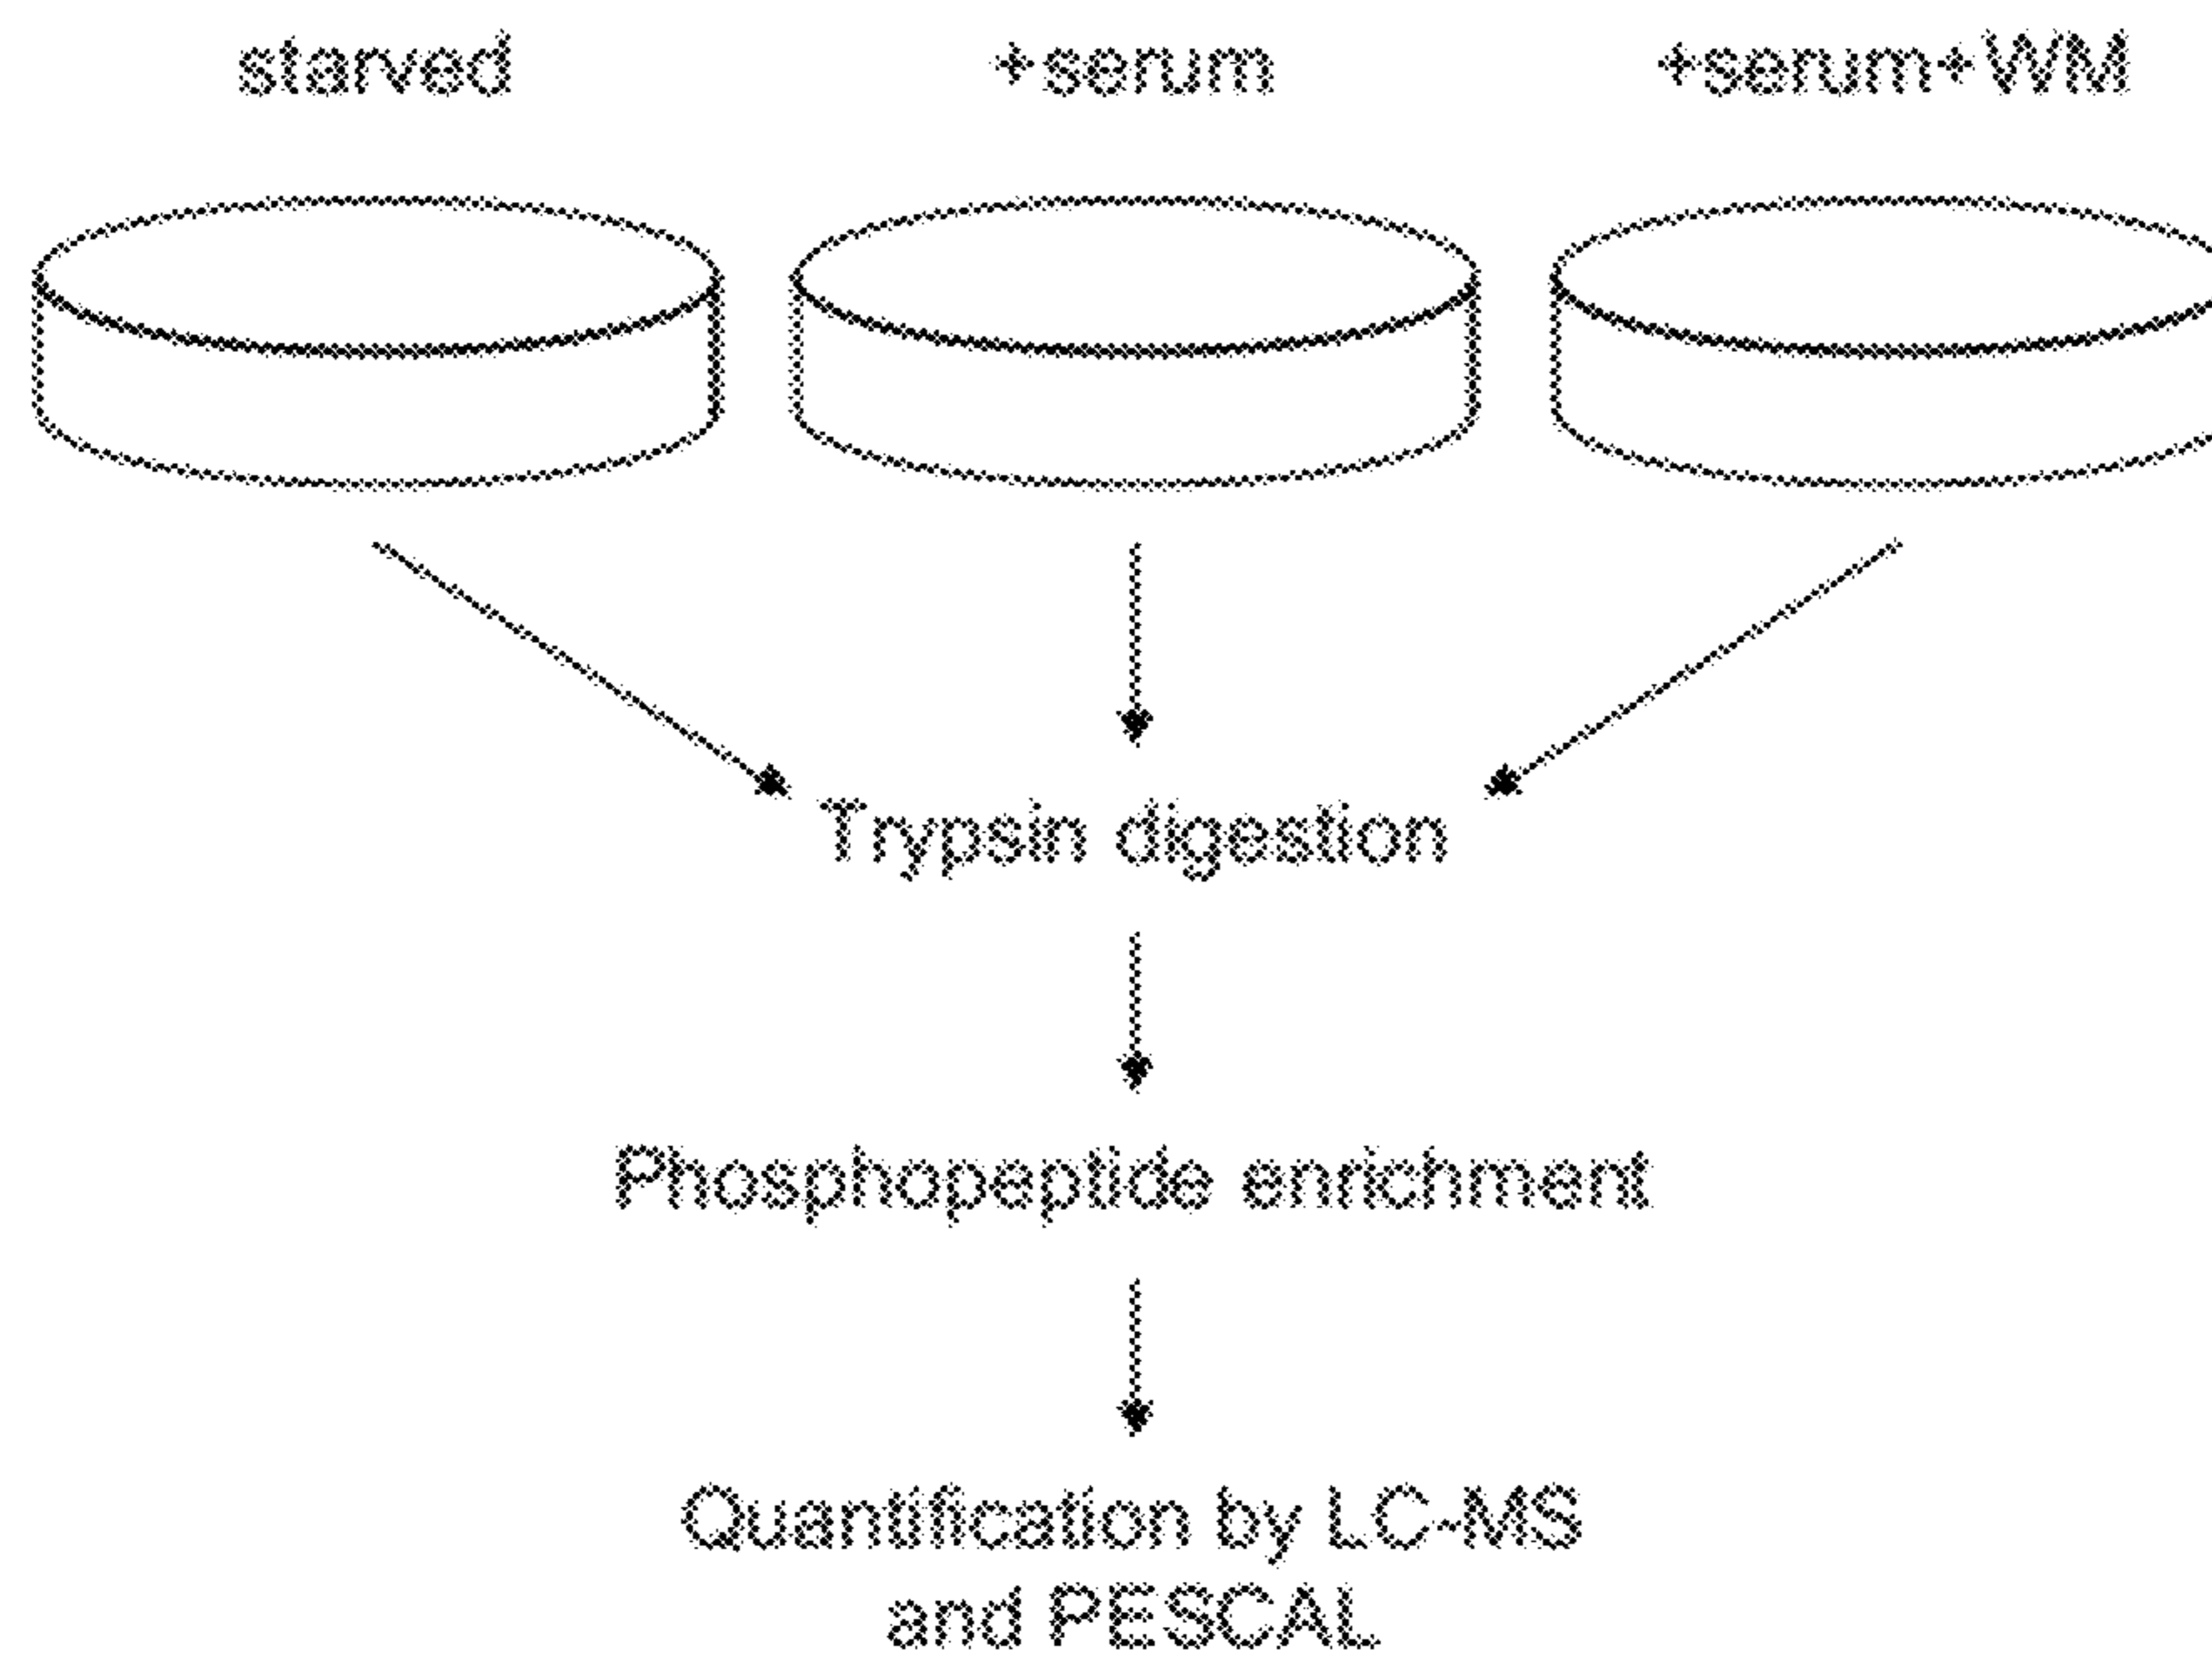 starved
+serum
+serum+WM
Trypsin digestion
Phosphopeptide enrichment
Quantification by LC-MS
and PESCAL